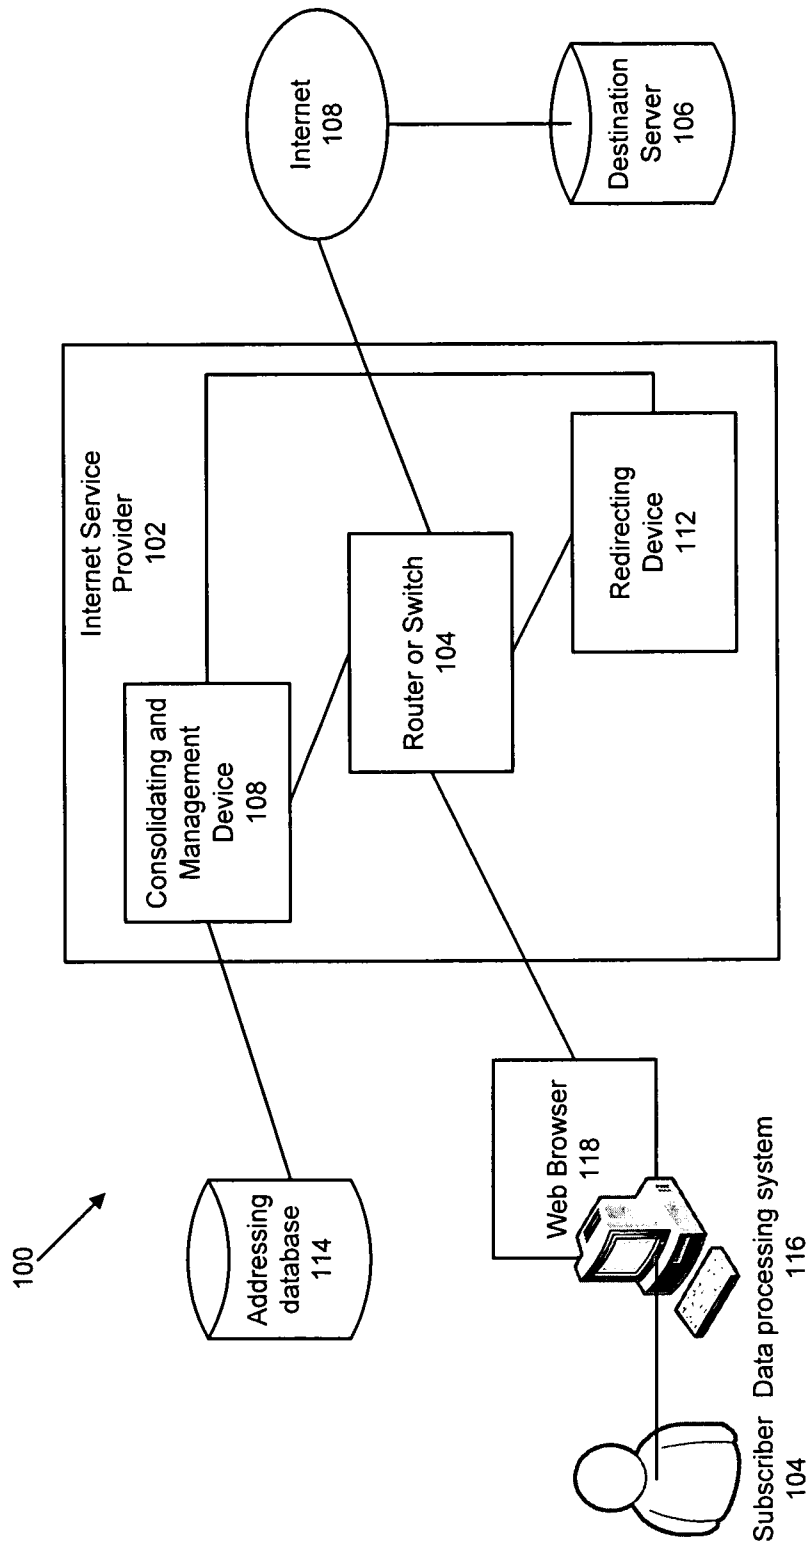 100
Addressing
database
114
Subscriber
104
Data processing system
116
Web Browser
118
Internet Service
Provider
102
Consolidating and
Management
Device
108
Router or Switch
104
Redirecting
Device
112
Internet
108
Destination
Server
106